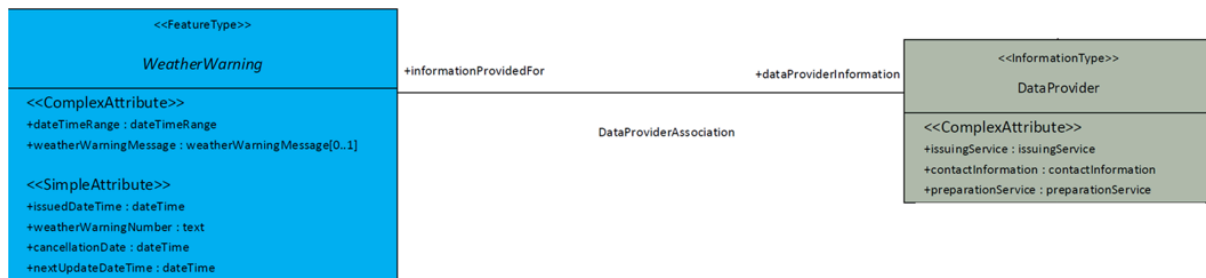 <<FeatureType>>
WeatherWarning
<<ComplexAttribute>>
+dateTimeRange : dateTimeRange
+weatherWarningMessage : weatherWarningMessage[0..1]
<<SimpleAttribute>>
+issuedDateTime : dateTime
+weatherWarningNumber : text
+cancellationDate : dateTime
+nextUpdateDateTime : dateTime
+informationProvidedFor
+dataProviderInformation
DataProviderAssociation
<<InformationType>>
DataProvider
<<ComplexAttribute>>
+issuingService : issuingService
+contactInformation : contactInformation
+preparationService : preparationService